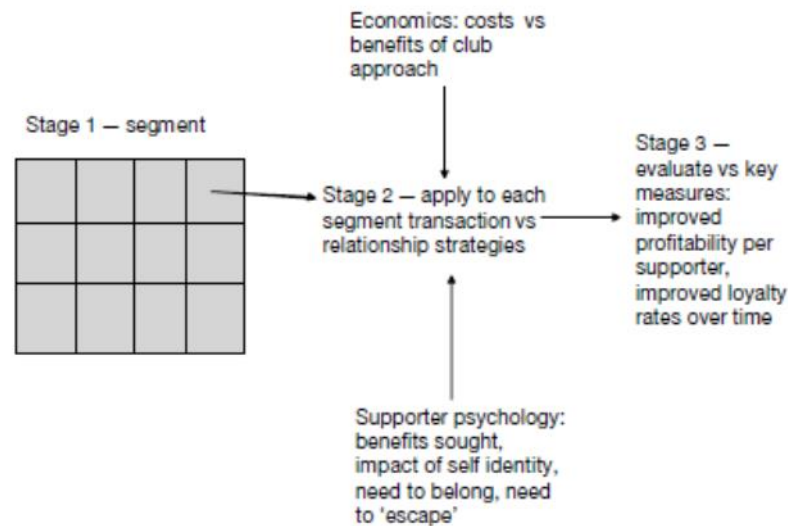 Economics: costs vs
benefits of club
approach
Stage 1 — segment
Stage 2 — apply to each
segment transaction vs
relationship strategies
Stage 3 —
evaluate vs key
measures:
improved
profitability per
supporter,
improved loyalty
rates over time
Supporter psychology:
benefits sought,
impact of self identity,
need to belong, need
to ‘escape’